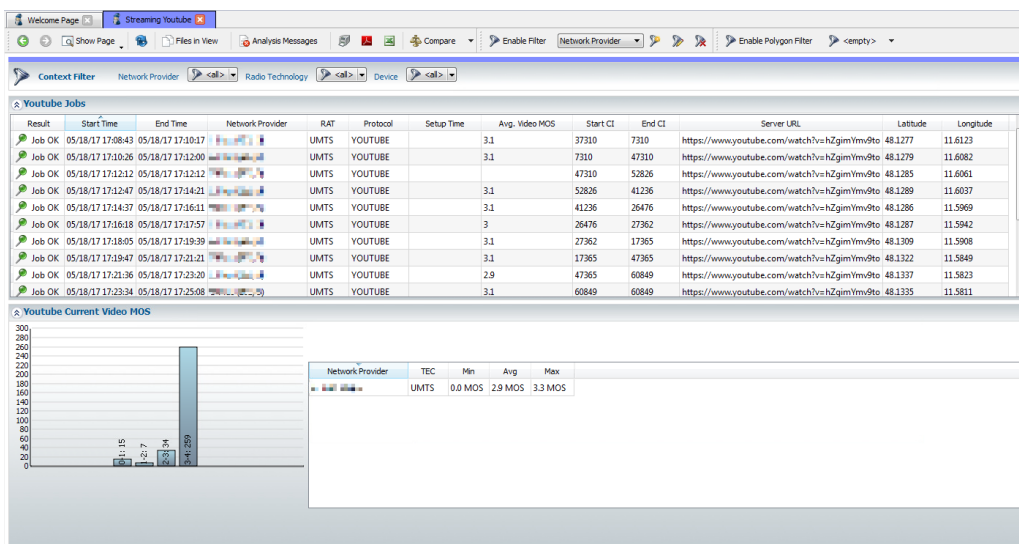 Welcome Page Streaming Youtube
Show Page Files in View Analysis Messages Compare Enable Filter Network Provider Enable Polygon Filter <empty>
Context Filter Network Provider <all> Radio Technology <all> Device <all>
Youtube Jobs
Result Start Time End Time Network Provider RAT Protocol Setup Time Avg. Video MOS Start CI End CI Server URL Latitude Longitude
Job OK 05/18/17 17:08:43 05/18/17 17:10:17 UMTS YOUTUBE 3.1 37310 7310 https://www.youtube.com/watch?v=hZgimYmv9to 48.1277 11.6123
Job OK 05/18/17 17:10:26 05/18/17 17:12:00 UMTS YOUTUBE 3.1 7310 47310 https://www.youtube.com/watch?v=hZgimYmv9to 48.1279 11.6082
Job OK 05/18/17 17:12:12 05/18/17 17:12:12 UMTS YOUTUBE 47310 52826 https://www.youtube.com/watch?v=hZgimYmv9to 48.1285 11.6061
Job OK 05/18/17 17:12:47 05/18/17 17:14:21 UMTS YOUTUBE 3.1 52826 41236 https://www.youtube.com/watch?v=hZgimYmv9to 48.1289 11.6037
Job OK 05/18/17 17:14:37 05/18/17 17:16:11 UMTS YOUTUBE 3.1 41236 26476 https://www.youtube.com/watch?v=hZgimYmv9to 48.1286 11.5969
Job OK 05/18/17 17:16:18 05/18/17 17:17:57 UMTS YOUTUBE 3 26476 27362 https://www.youtube.com/watch?v=hZgimYmv9to 48.1287 11.5942
Job OK 05/18/17 17:18:05 05/18/17 17:19:39 UMTS YOUTUBE 3.1 27362 17365 https://www.youtube.com/watch?v=hZgimYmv9to 48.1309 11.5908
Job OK 05/18/17 17:19:47 05/18/17 17:21:21 UMTS YOUTUBE 3.1 17365 47365 https://www.youtube.com/watch?v=hZgimYmv9to 48.1322 11.5849
Job OK 05/18/17 17:21:36 05/18/17 17:23:20 UMTS YOUTUBE 2.9 47365 60849 https://www.youtube.com/watch?v=hZgimYmv9to 48.1337 11.5823
Job OK 05/18/17 17:23:34 05/18/17 17:25:08 UMTS YOUTUBE 3.1 60849 60849 https://www.youtube.com/watch?v=hZgimYmv9to 48.1335 11.5811
Youtube Current Video MOS
300
280
260
240
220
200
180
160
140
120
100
80
60
40
20
0
0-1: 15
1-2: 7
2-3: 34
3-4: 259
Network Provider TEC Min Avg Max
UMTS 0.0 MOS 2.9 MOS 3.3 MOS